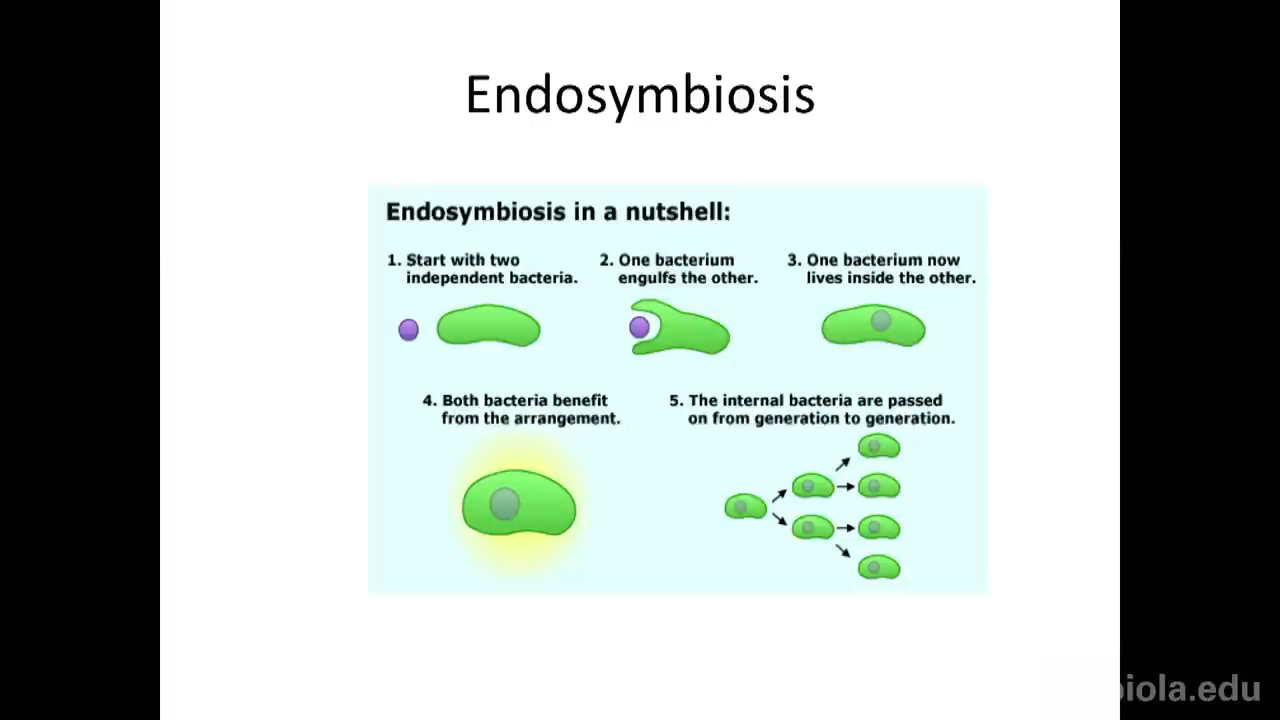 Endosymbiosis
Endosymbiosis in a nutshell:
1. Start with two
independent bacteria.
2. One bacterium
engulfs the other.
3. One bacterium now
lives inside the other.
4. Both bacteria benefit
from the arrangement.
5. The internal bacteria are passed
on from generation to generation.
biola.edu